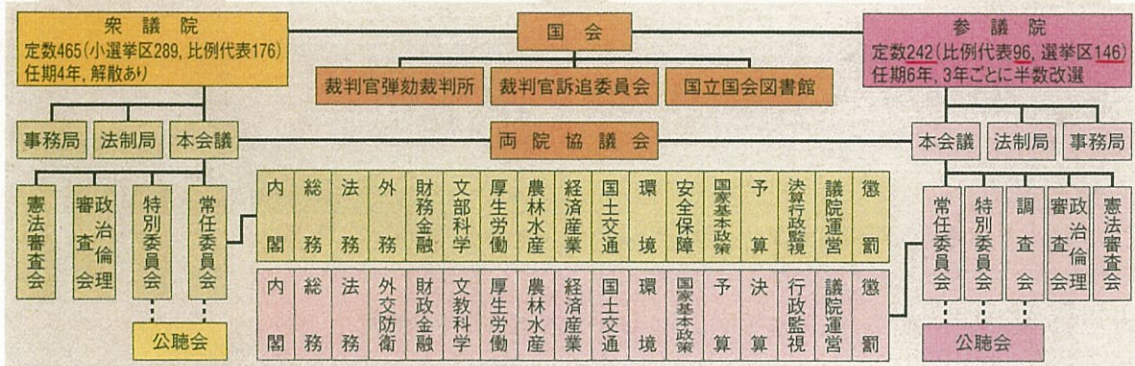 衆議院
定数465(小選挙区289, 比例代表176)
任期4年, 解散あり
国会
参議院
定数242(比例代表96, 選挙区146)
任期6年, 3年ごとに半数改選
裁判官弾劾裁判所
裁判官訴追委員会
国立国会図書館
事務局
法制局
本会議
両院協議会
本会議
法制局
事務局
憲法審査会
政治倫理審査会
特別委員会
常任委員会
公聴会
内閣
総務
法務
外務
財務金融
文部科学
厚生労働
農林水産
経済産業
国土交通
環境
安全保障
国家基本政策
予算
決算行政監視
議院運営
懲罰
内閣
総務
法務
外交防衛
財政金融
文教科学
厚生労働
農林水産
経済産業
国土交通
環境
国家基本政策
予算
決算
行政監視
議院運営
懲罰
常任委員会
特別委員会
調査会
政治倫理審査会
憲法審査会
公聴会